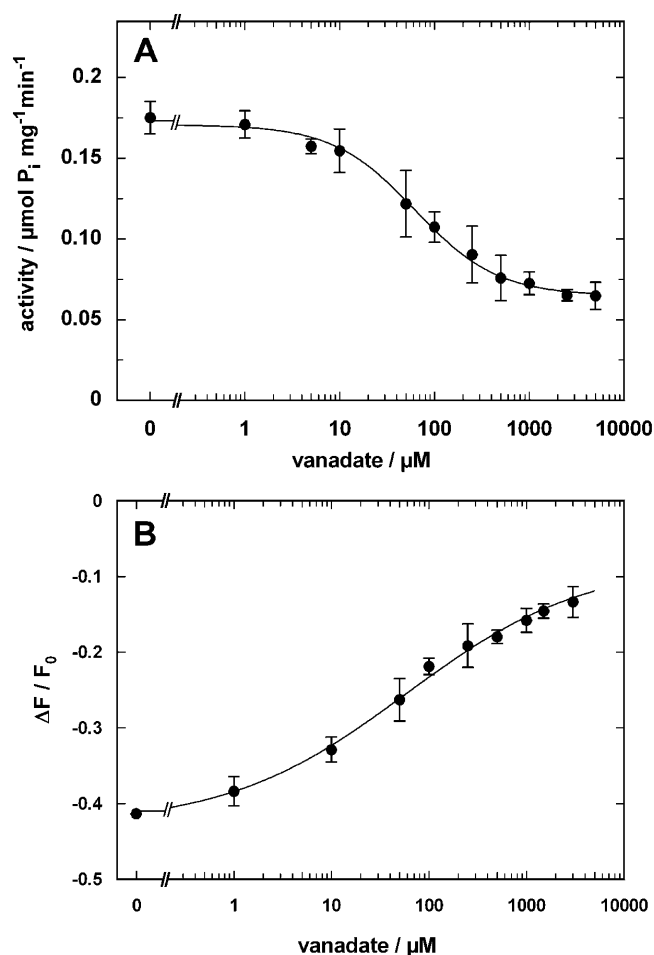 A
activity / µmol Pi mg-1min-1
0.2
0.15
0.10
0.05
0
0 1 10 100 1000 10000
vanadate / µM
B
ΔF / F0
0
-0.1
-0.2
-0.3
-0.4
-0.5
0 1 10 100 1000 10000
vanadate / µM